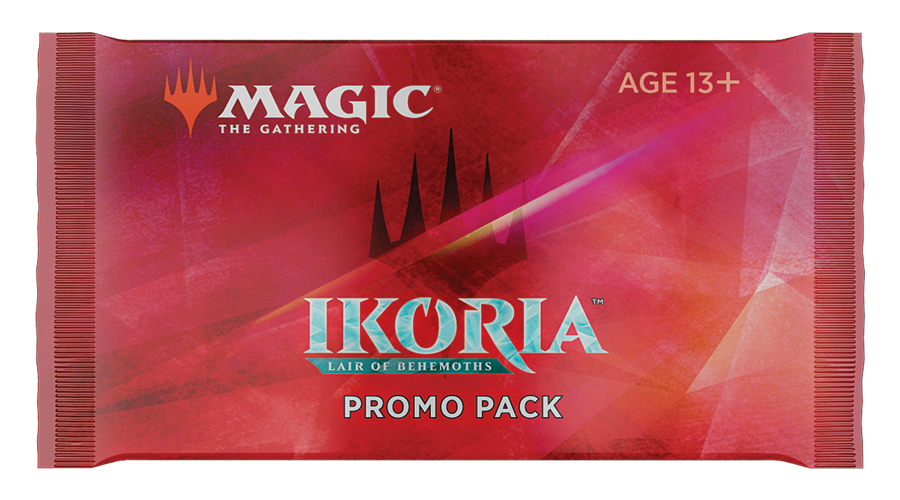 MAGIC®
THE GATHERING
AGE 13+
IKORIA™
LAIR OF BEHEMOTHS
PROMO PACK